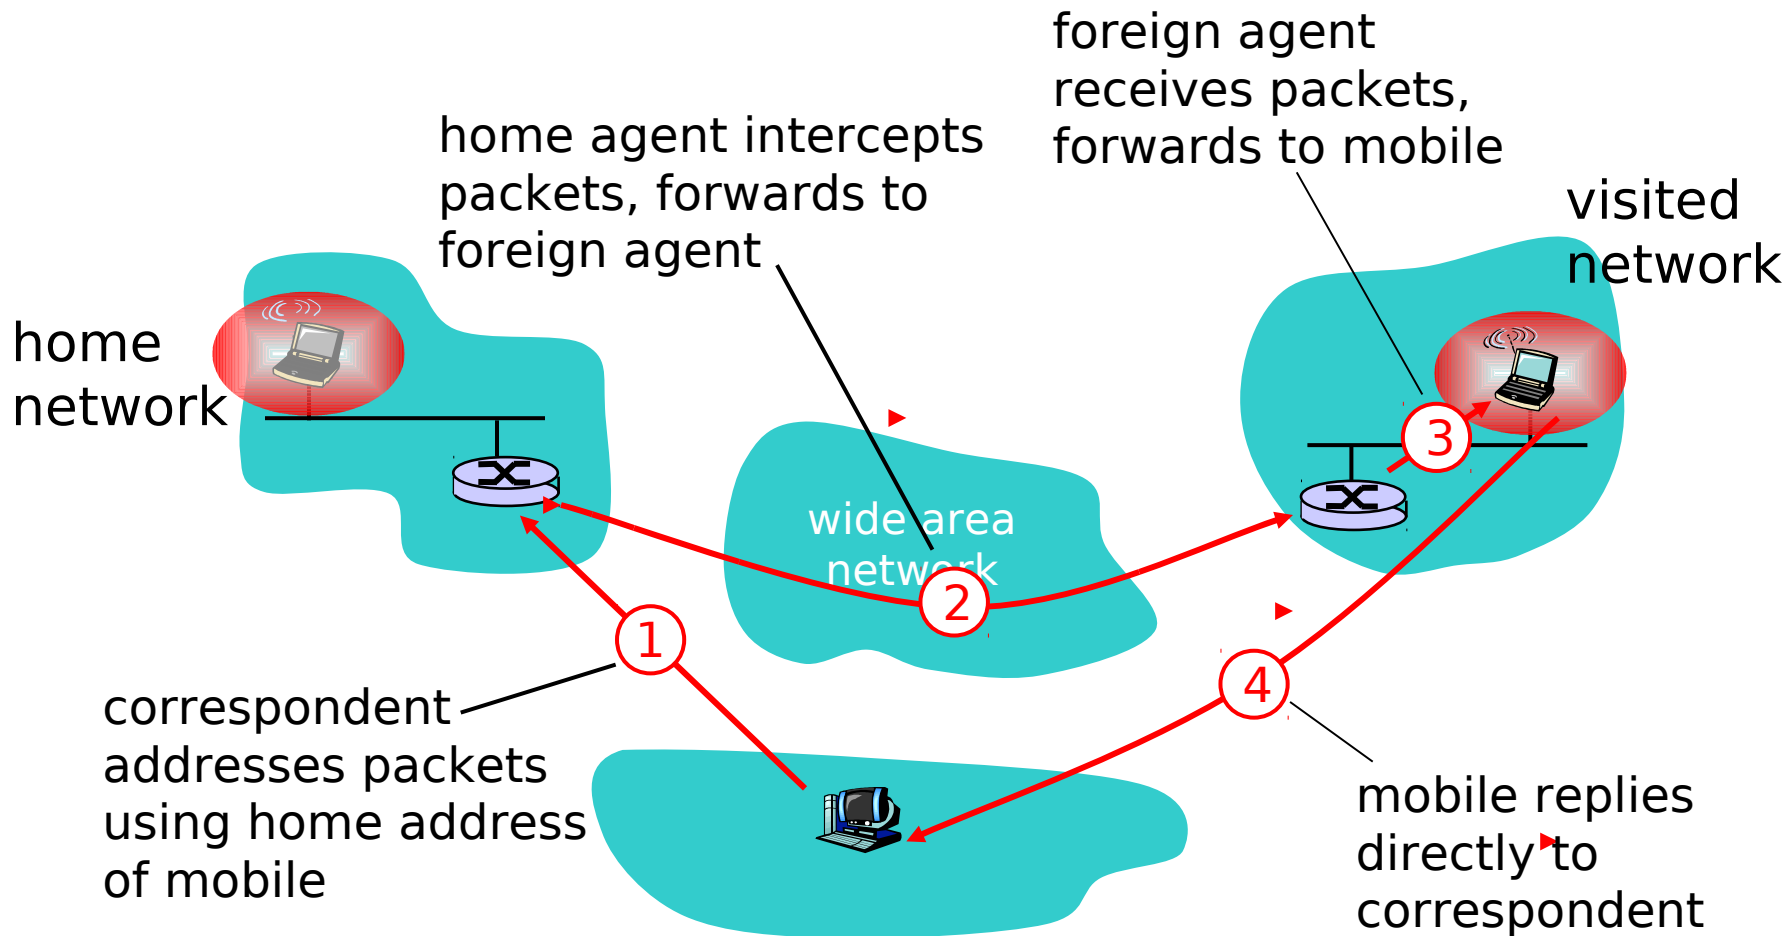 foreign agent
receives packets,
forwards to mobile
home agent intercepts
packets, forwards to
foreign agent
visited
network
home
network
wide area
network
3
2
1
4
correspondent
addresses packets
using home address
of mobile
mobile replies
directly to
correspondent